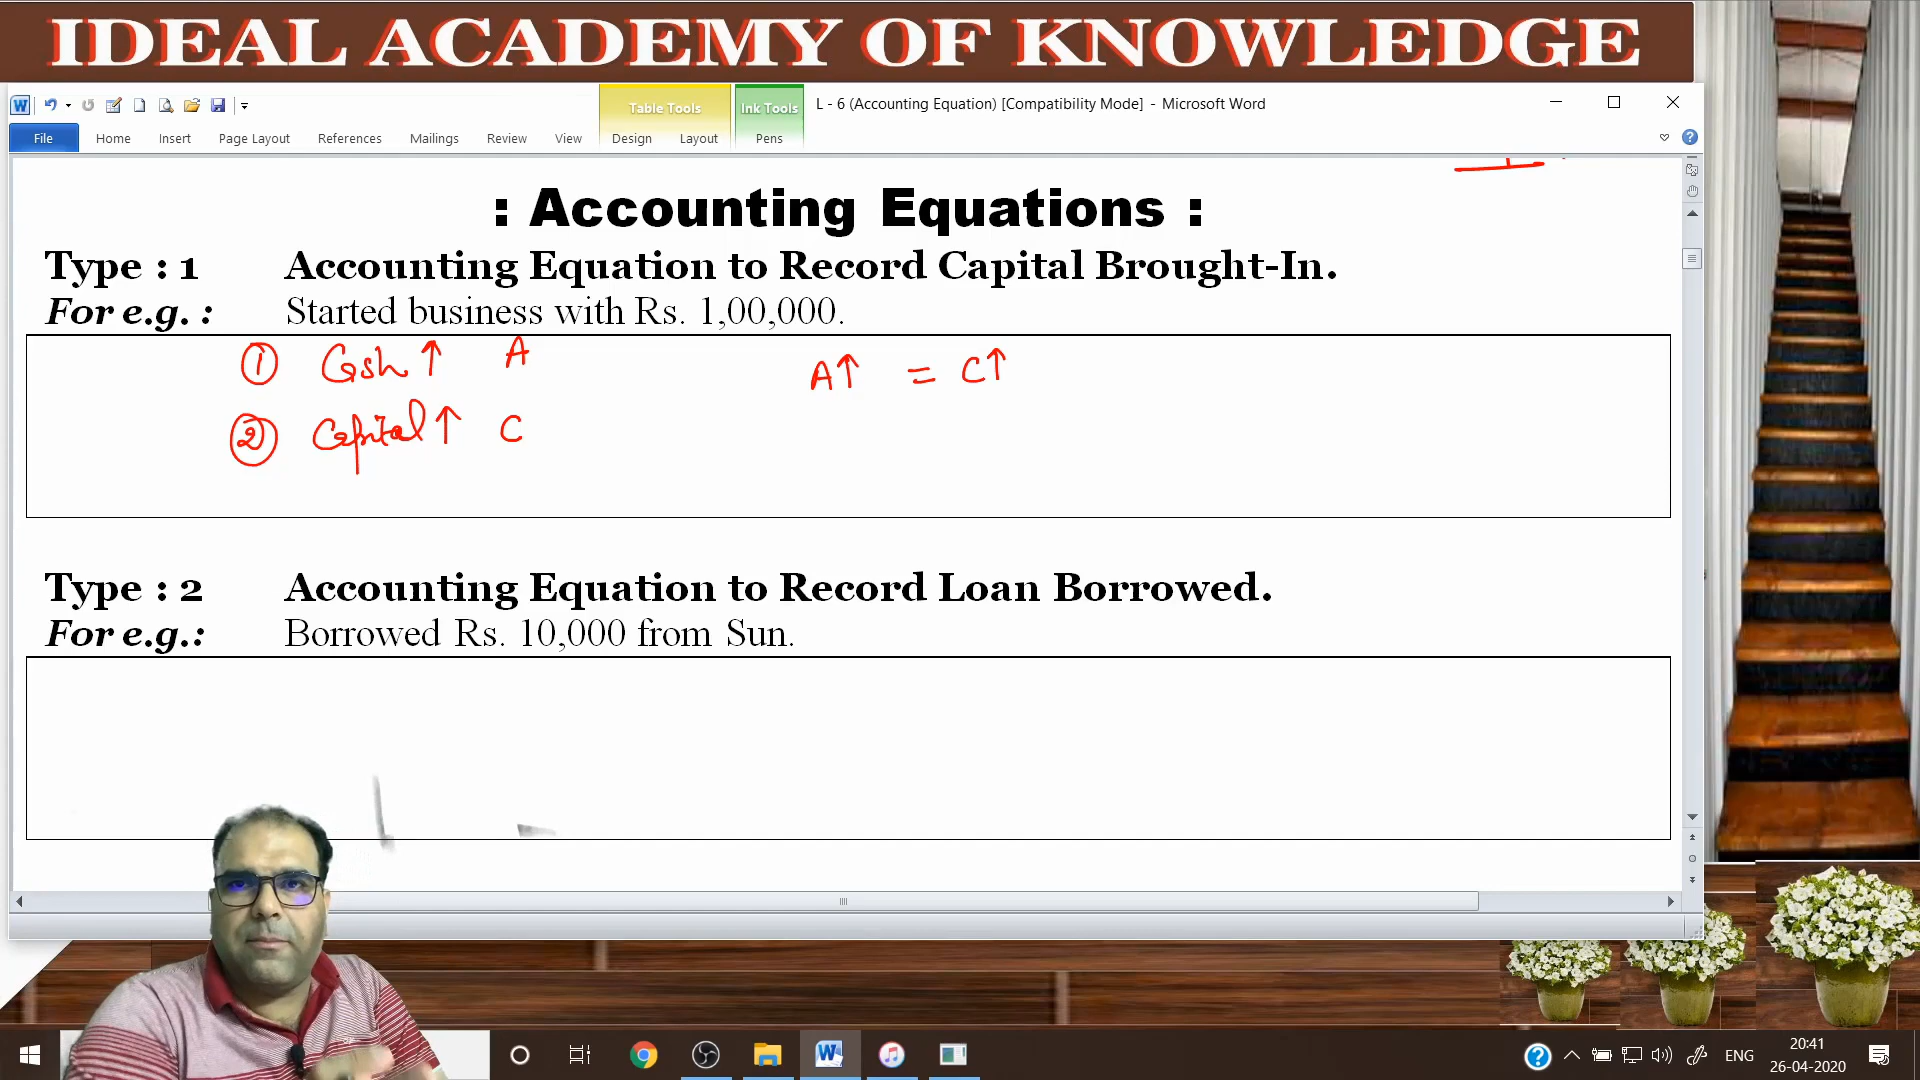 IDEAL ACADEMY OF KNOWLEDGE
Table Tools
Ink Tools
L - 6 (Accounting Equation) [Compatibility Mode] - Microsoft Word
File
Home
Insert
Page Layout
References
Mailings
Review
View
Design
Layout
Pens
: Accounting Equations :
Type : 1 Accounting Equation to Record Capital Brought-In.
For e.g. : Started business with Rs. 1,00,000.
① Cash ↑ A
A↑ = C↑
② Capital ↑ C
Type : 2 Accounting Equation to Record Loan Borrowed.
For e.g.: Borrowed Rs. 10,000 from Sun.
ENG
20:41
26-04-2020